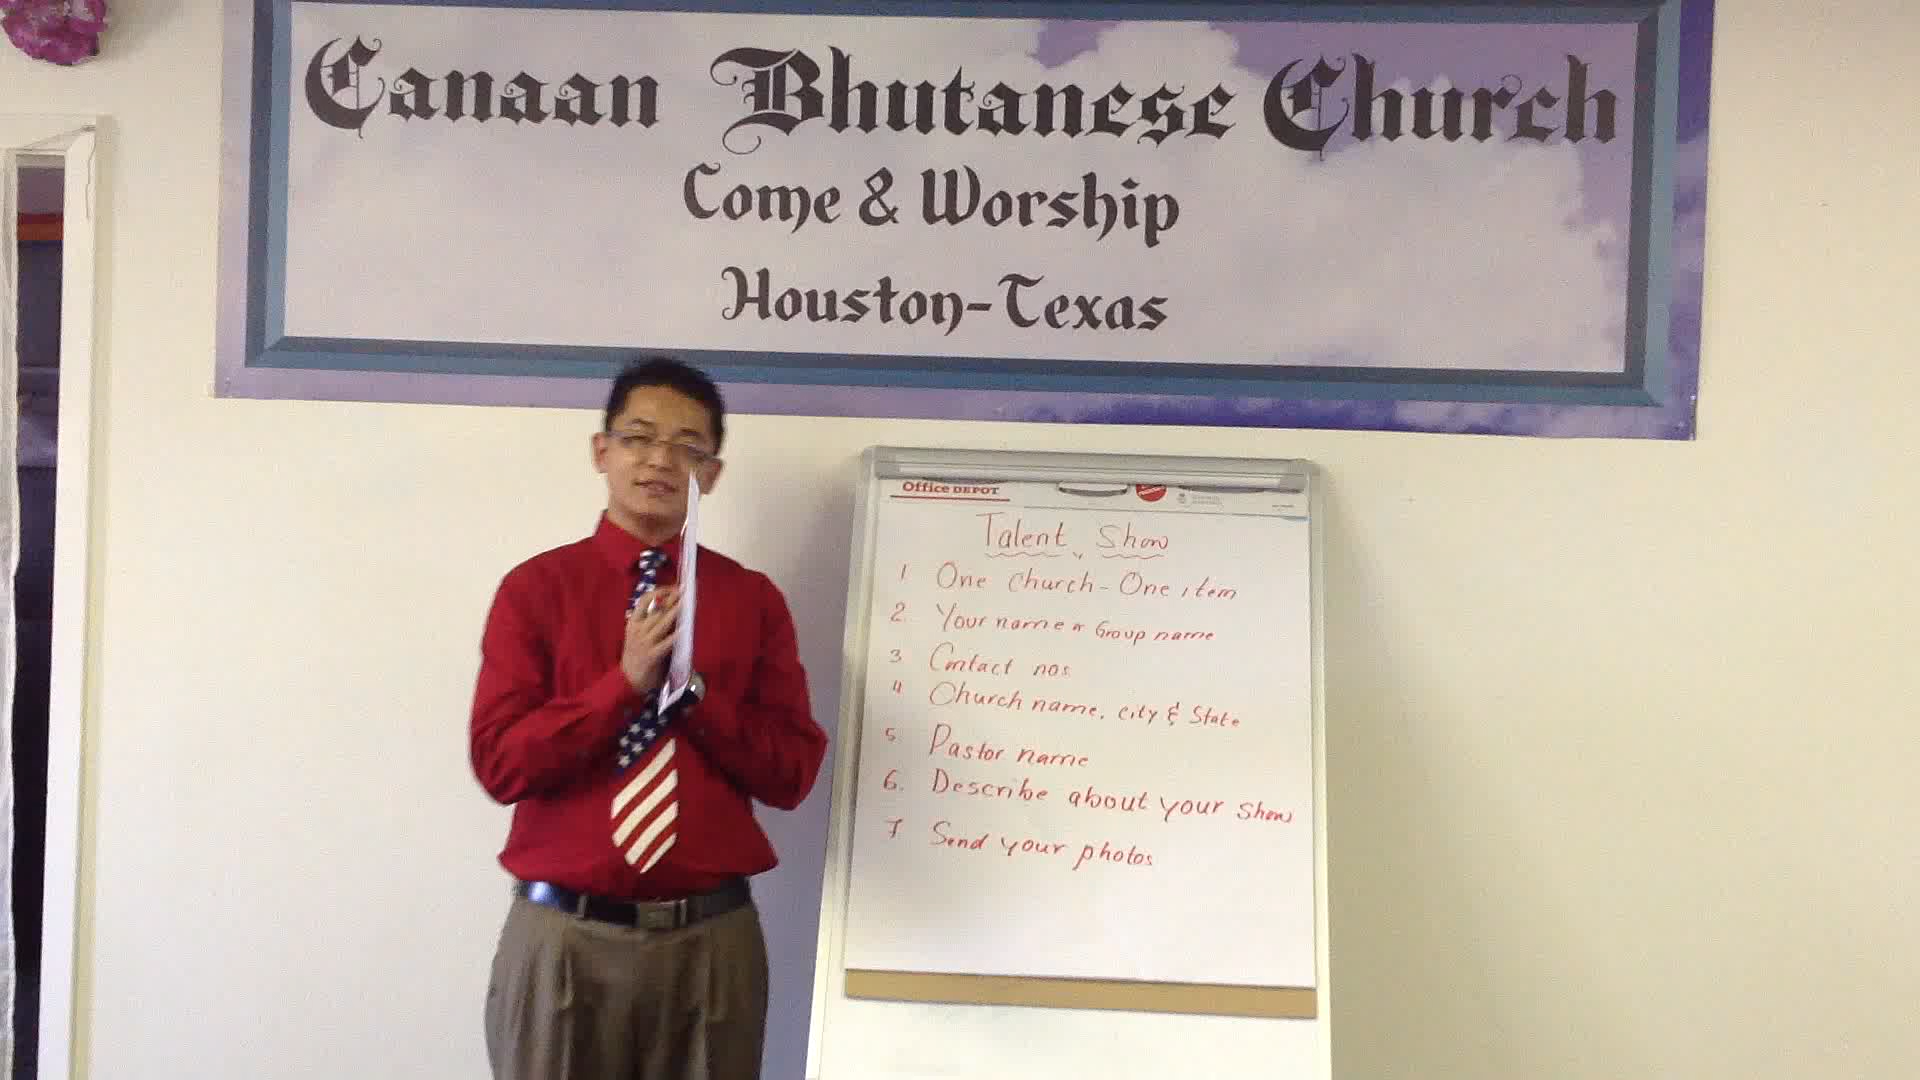 Canaan Bhutanese Church
Come & Worship
Houston-Texas
Office DEPOT
Talent Show
1 One church - One item
2. Your name or Group name
3 Contact nos
4 Church name, city & State
5. Pastor name
6. Describe about your show
7 Send your photos